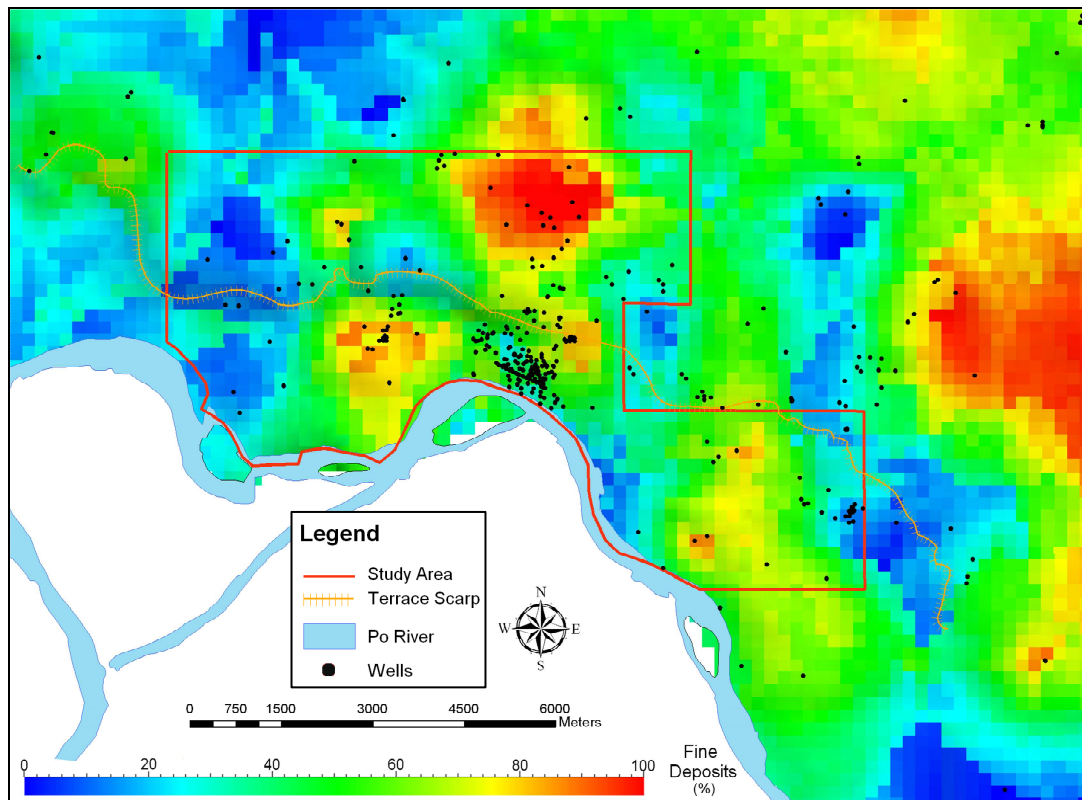 Legend
Study Area
Terrace Scarp
Po River
Wells
N
W E
S
0 750 1500 3000 4500 6000
Meters
0 20 40 60 80 100
Fine
Deposits
(%)